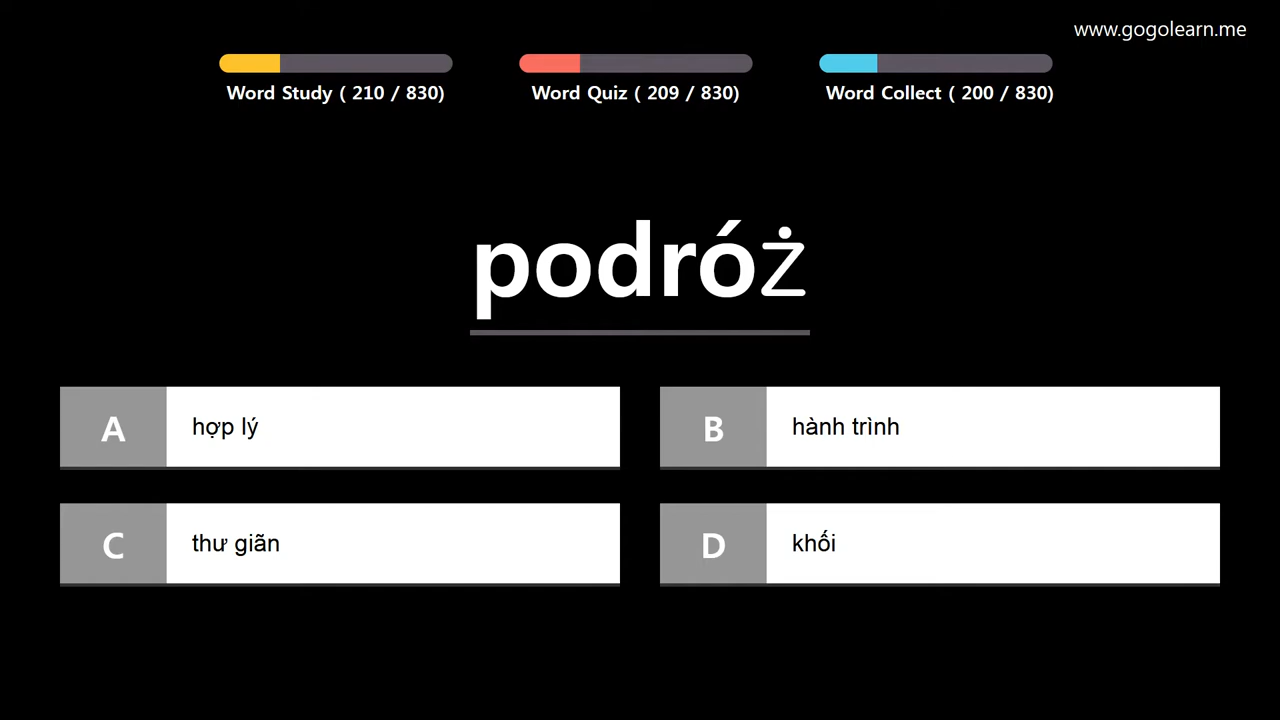 www.gogolearn.me
Word Study ( 210 / 830)
Word Quiz ( 209 / 830)
Word Collect ( 200 / 830)
podróż
A hợp lý
B hành trình
C thư giãn
D khối